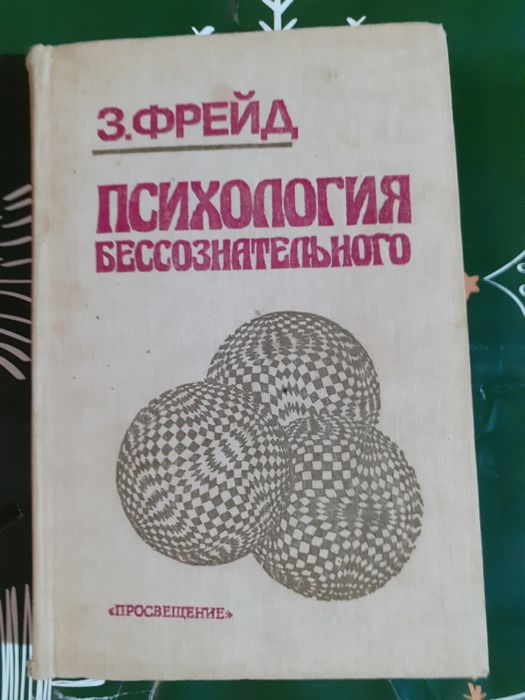 З.ФРЕЙД
ПСИХОЛОГИЯ
БЕССОЗНАТЕЛЬНОГО
«ПРОСВЕЩЕНИЕ»